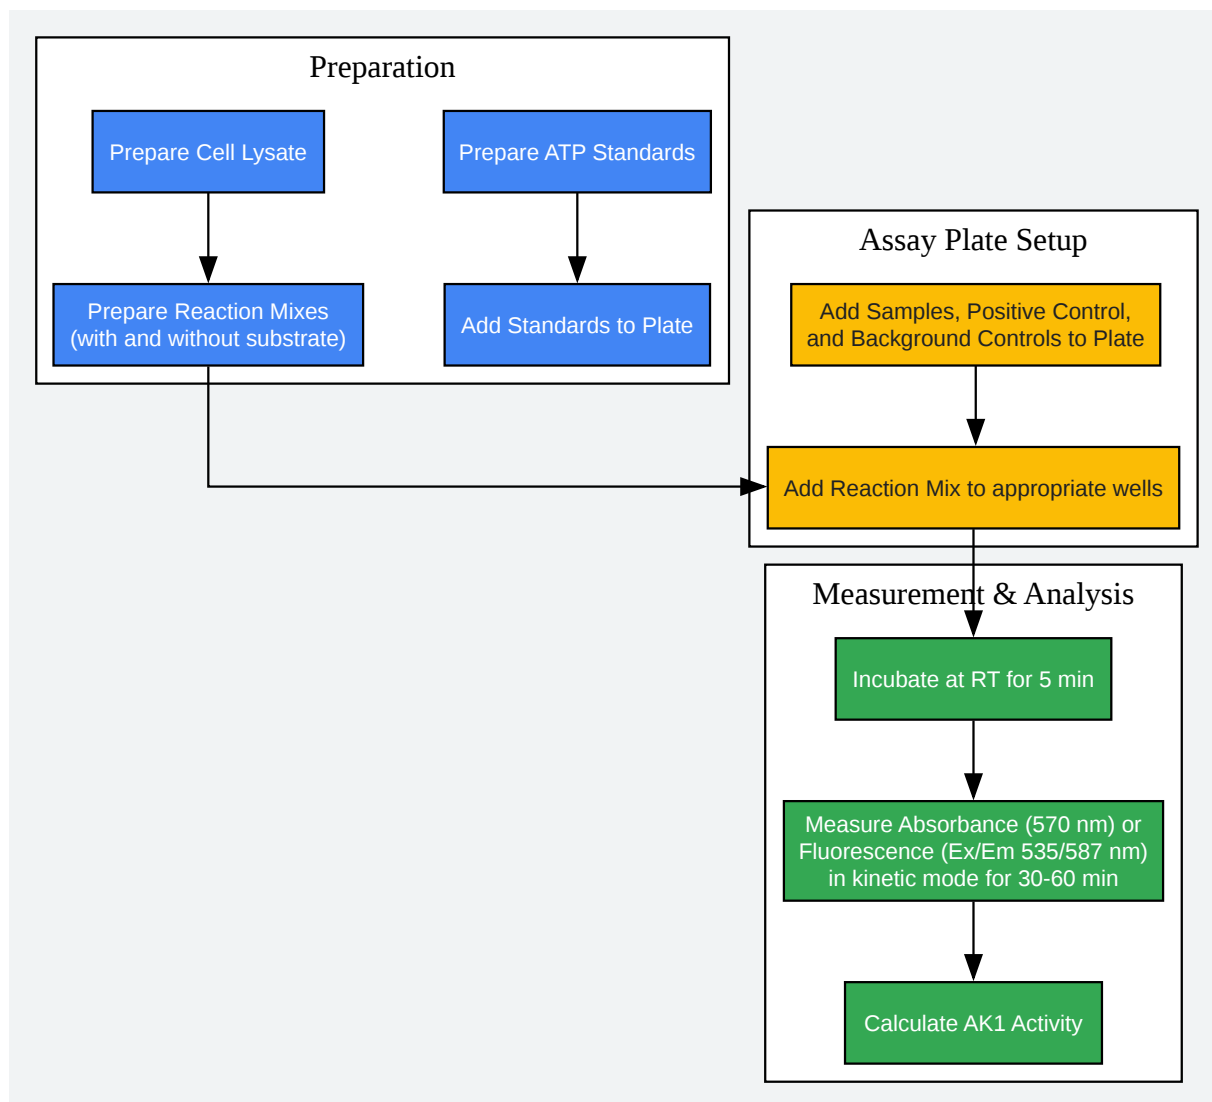 Preparation
Prepare Cell Lysate
Prepare ATP Standards
Prepare Reaction Mixes
(with and without substrate)
Add Standards to Plate
Assay Plate Setup
Add Samples, Positive Control,
and Background Controls to Plate
Add Reaction Mix to appropriate wells
Measurement & Analysis
Incubate at RT for 5 min
Measure Absorbance (570 nm) or
Fluorescence (Ex/Em 535/587 nm)
in kinetic mode for 30-60 min
Calculate AK1 Activity